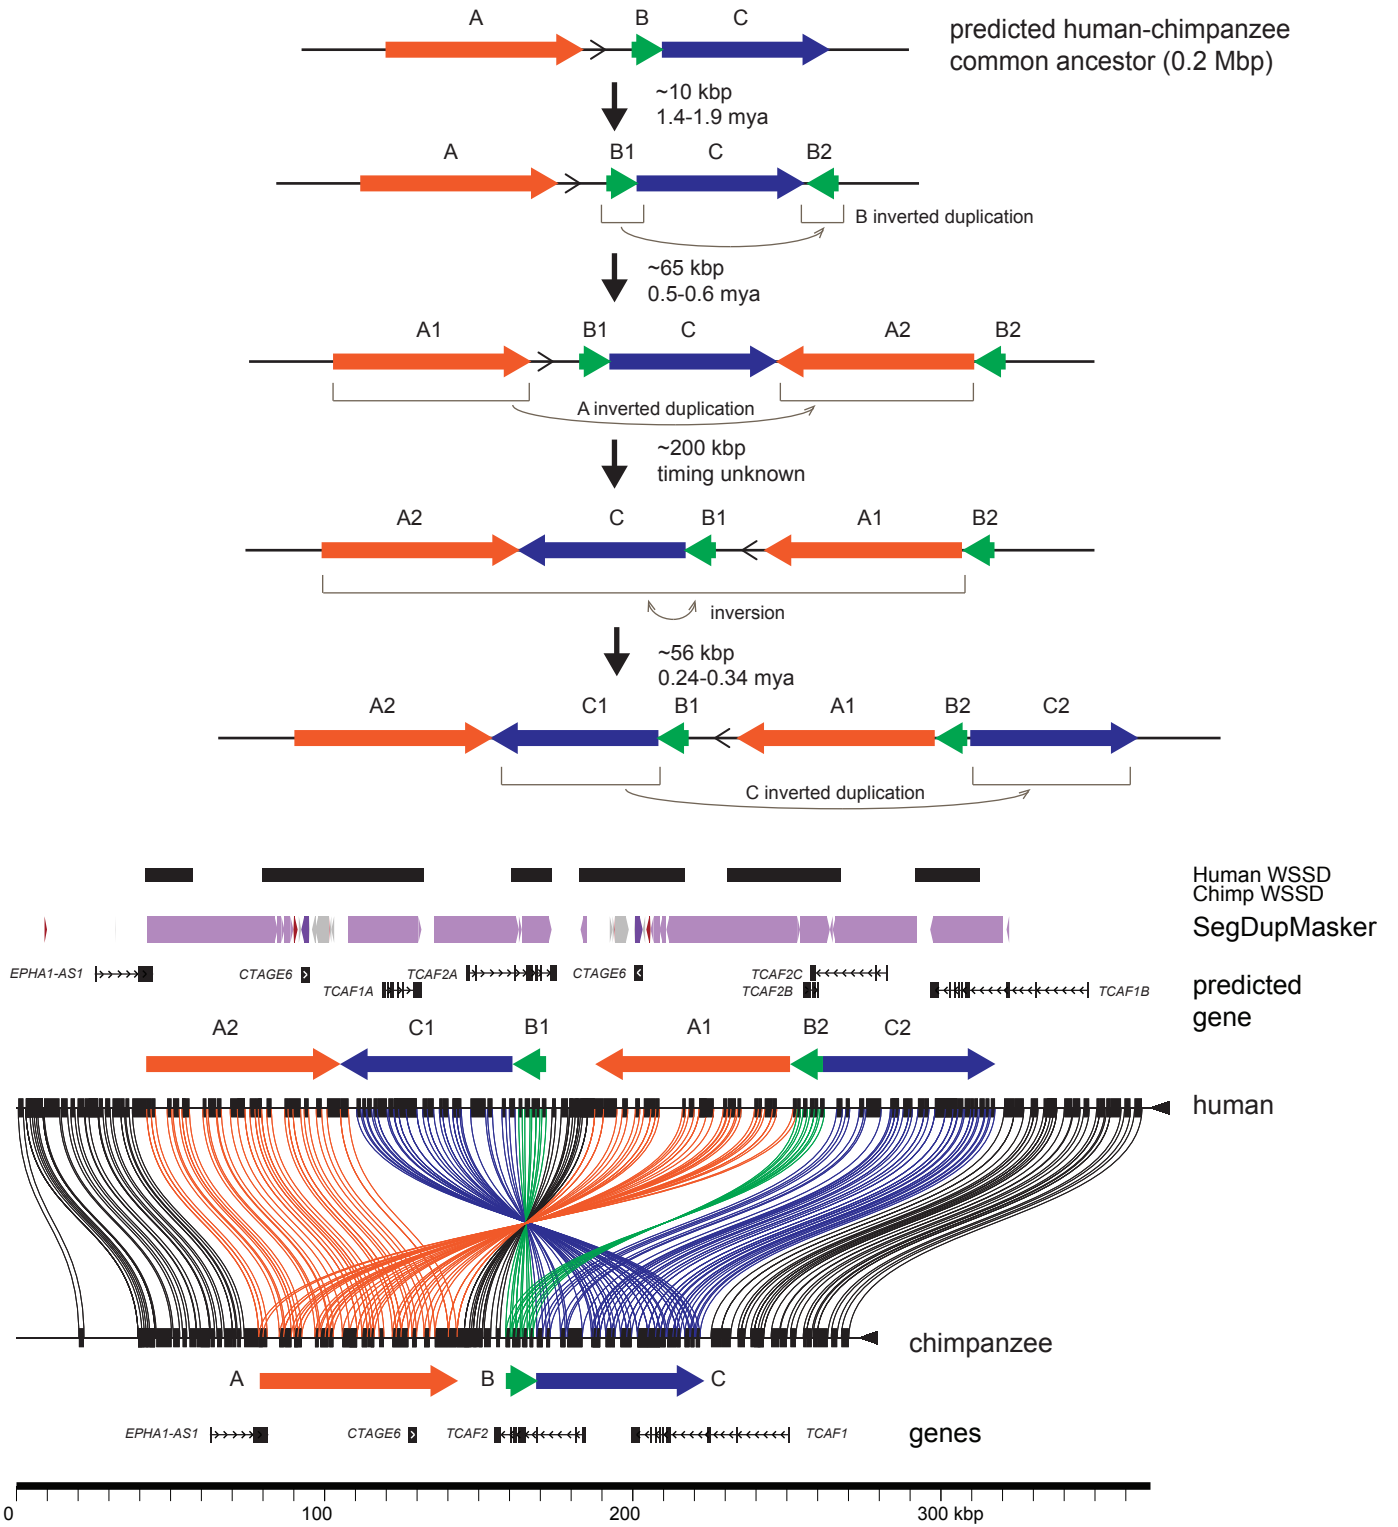 A B C
predicted human-chimpanzee
common ancestor (0.2 Mbp)
~10 kbp
1.4-1.9 mya
A B1 C B2
B inverted duplication
~65 kbp
0.5-0.6 mya
A1 B1 C A2 B2
A inverted duplication
~200 kbp
timing unknown
A2 C B1 A1 B2
inversion
~56 kbp
0.24-0.34 mya
A2 C1 B1 A1 B2 C2
C inverted duplication
Human WSSD
Chimp WSSD
SegDupMasker
EPHA1-AS1 CTAGE6 TCAF2A CTAGE6 TCAF2C
TCAF1A TCAF2B TCAF1B
predicted
gene
A2 C1 B1 A1 B2 C2
human
chimpanzee
A B C
EPHA1-AS1 CTAGE6 TCAF2 TCAF1 genes
0 100 200 300 kbp